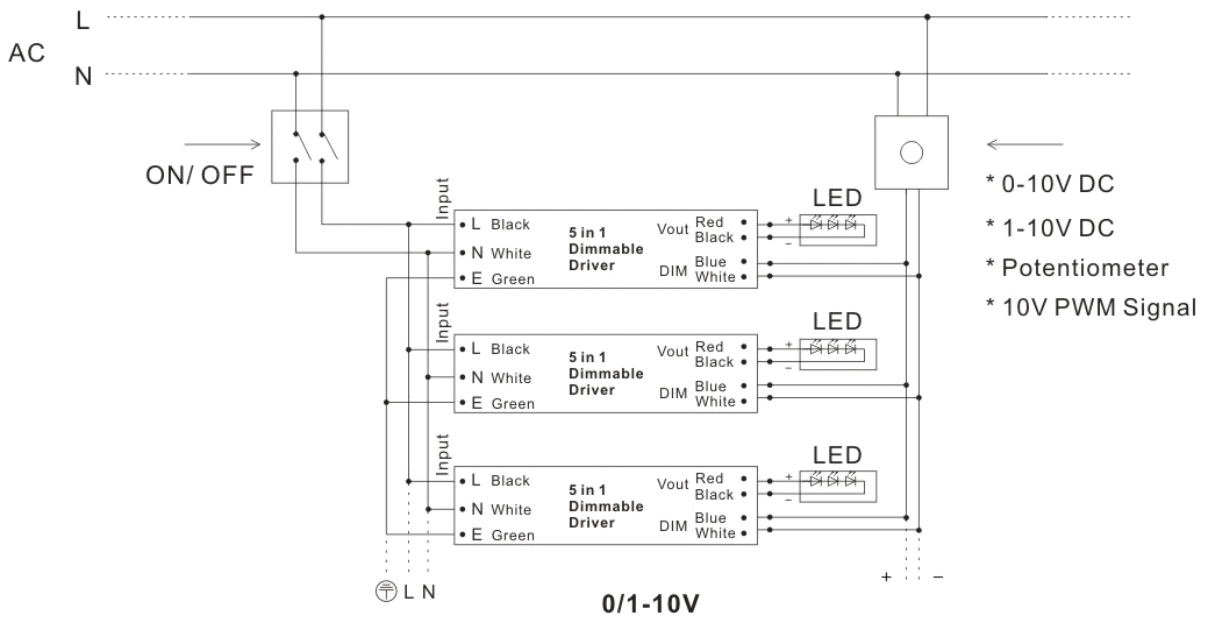 L
AC
N
ON/ OFF
* 0-10V DC
* 1-10V DC
* Potentiometer
* 10V PWM Signal
Input
L Black
N White
E Green
5 in 1
Dimmable
Driver
Vout Red
Black
DIM Blue
White
LED
+
–
Input
L Black
N White
E Green
5 in 1
Dimmable
Driver
Vout Red
Black
DIM Blue
White
LED
+
–
Input
L Black
N White
E Green
5 in 1
Dimmable
Driver
Vout Red
Black
DIM Blue
White
LED
+
–
L N
+ –
0/1-10V